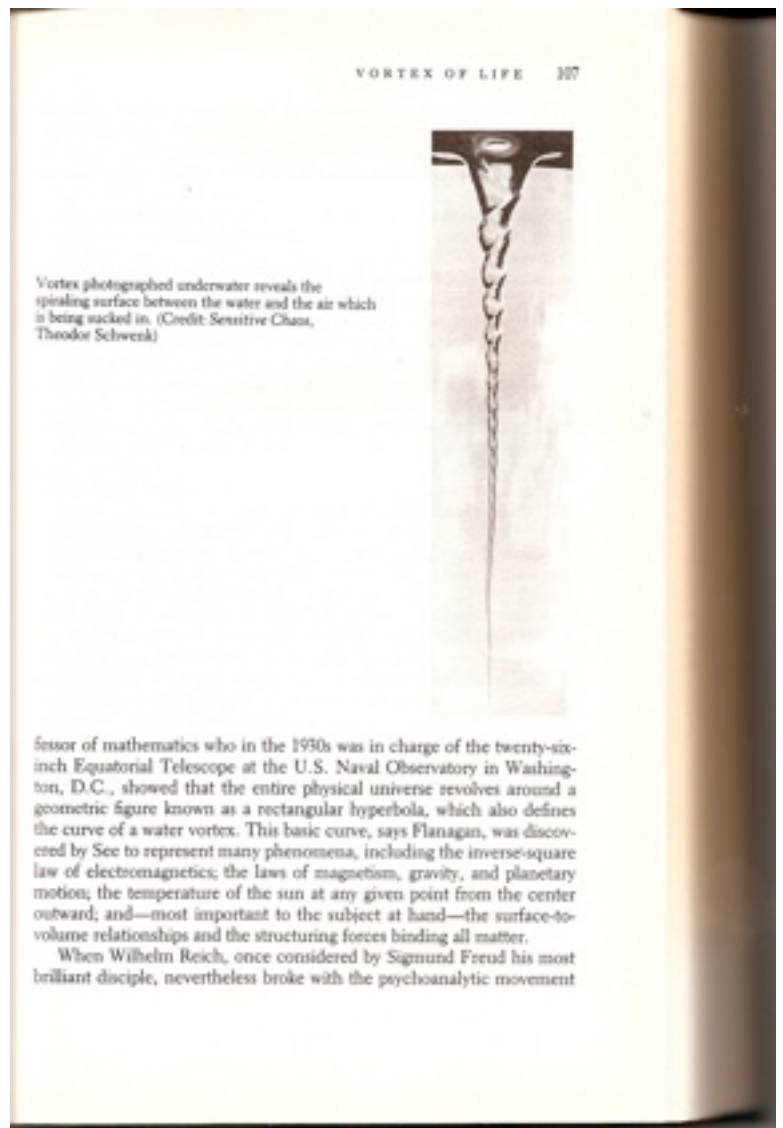 VORTEX OF LIFE 107
Vortex photographed underwater reveals the
spiraling surface between the water and the air which
is being sucked in. (Credit: Sensitive Chaos,
Theodor Schwenk)
fessor of mathematics who in the 1930s was in charge of the twenty-six-
inch Equatorial Telescope at the U.S. Naval Observatory in Washing-
ton, D.C., showed that the entire physical universe revolves around a
geometric figure known as a rectangular hyperbola, which also defines
the curve of a water vortex. This basic curve, says Flanagan, was discov-
ered by See to represent many phenomena, including the inverse-square
law of electromagnetics; the laws of magnetism, gravity, and planetary
motion; the temperature of the sun at any given point from the center
outward; and—most important to the subject at hand—the surface-to-
volume relationships and the structuring forces binding all matter.
When Wilhelm Reich, once considered by Sigmund Freud his most
brilliant disciple, nevertheless broke with the psychoanalytic movement